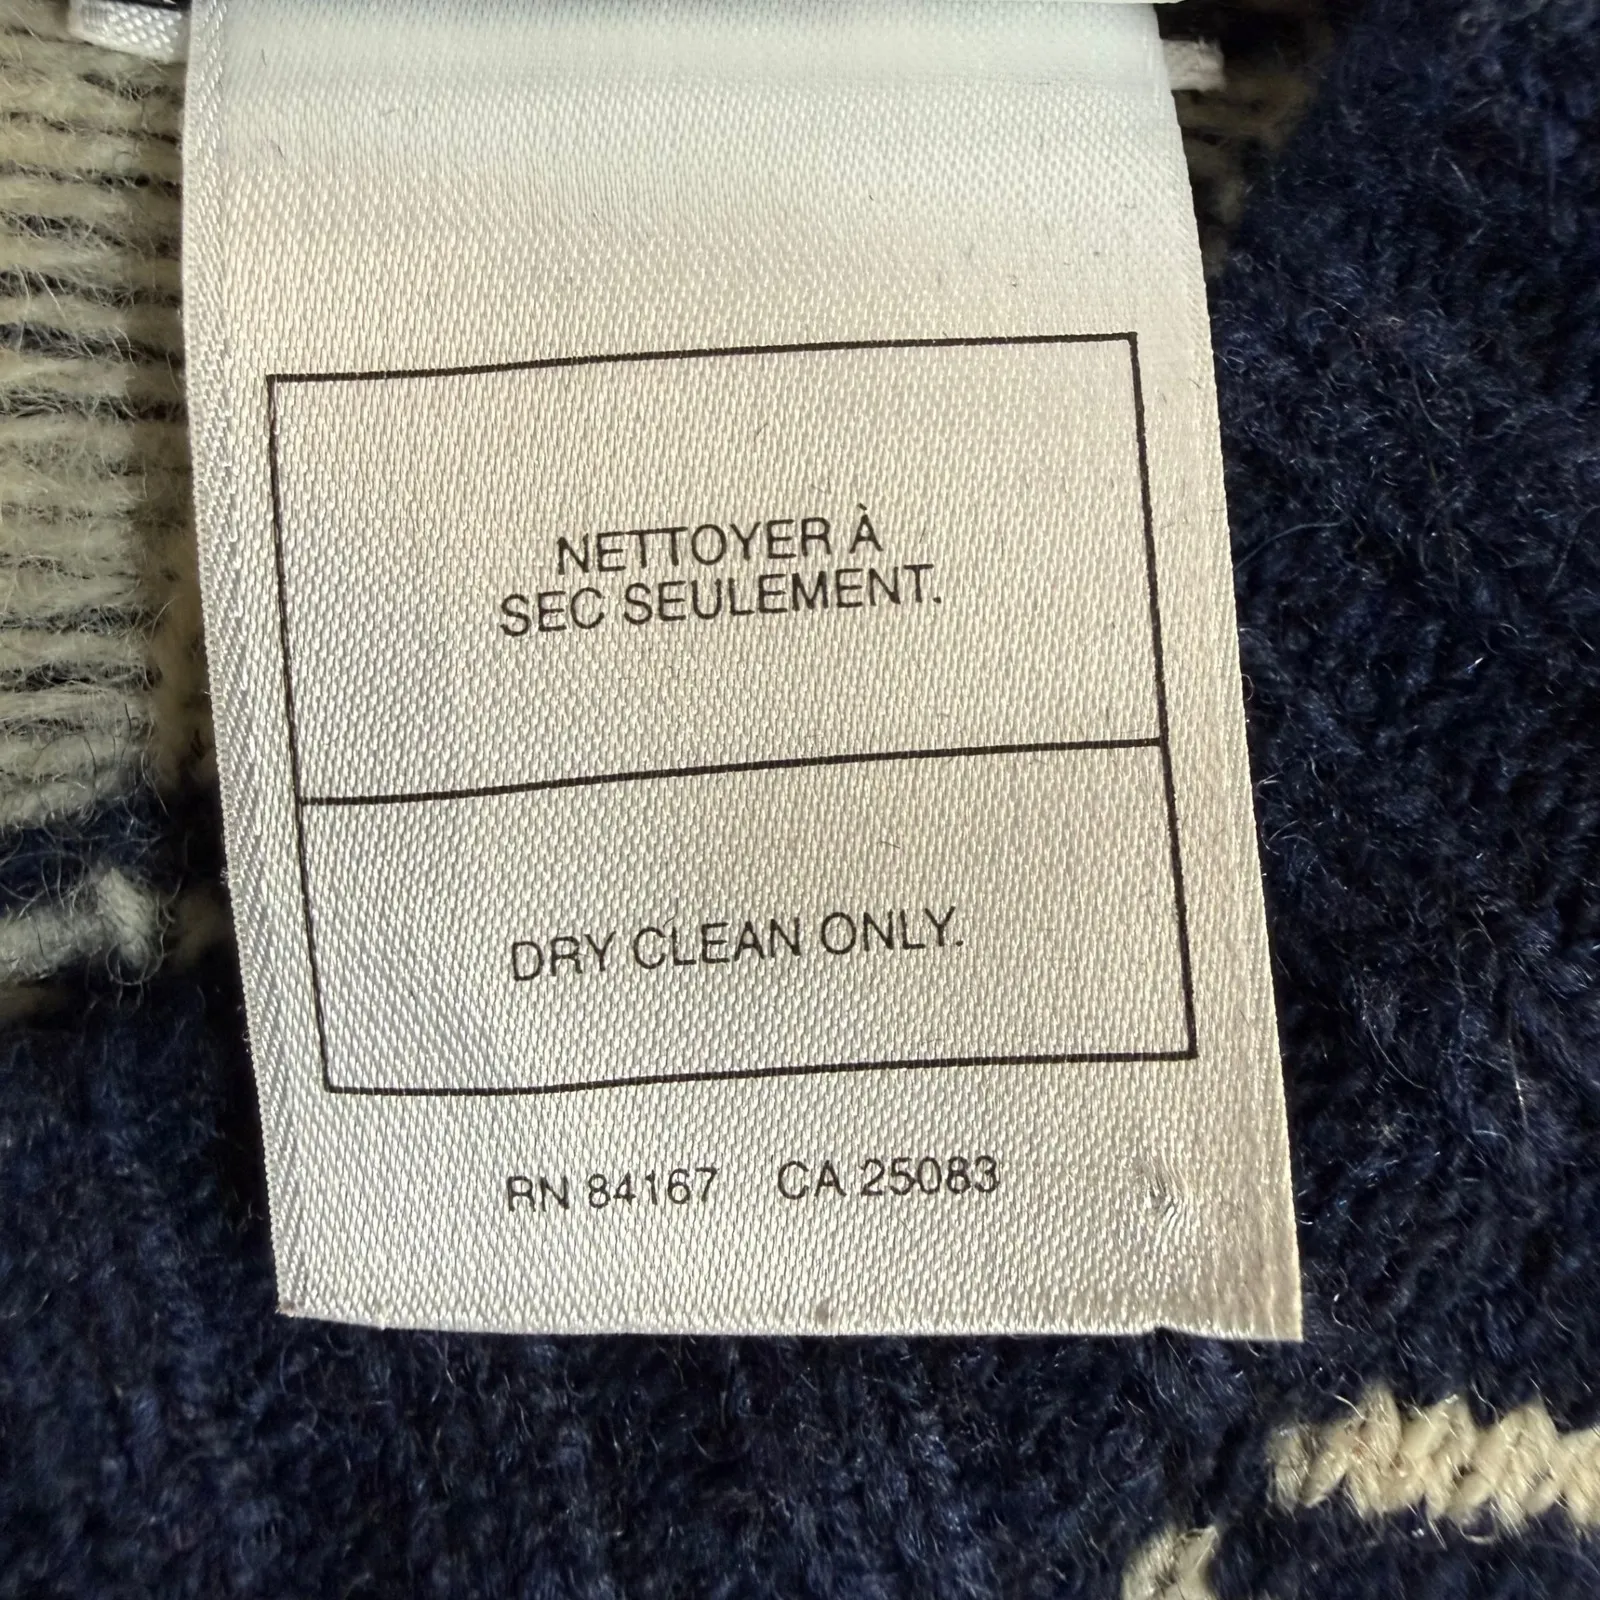 NETTOYER À
SEC SEULEMENT.
DRY CLEAN ONLY.
RN 84167 CA 25083